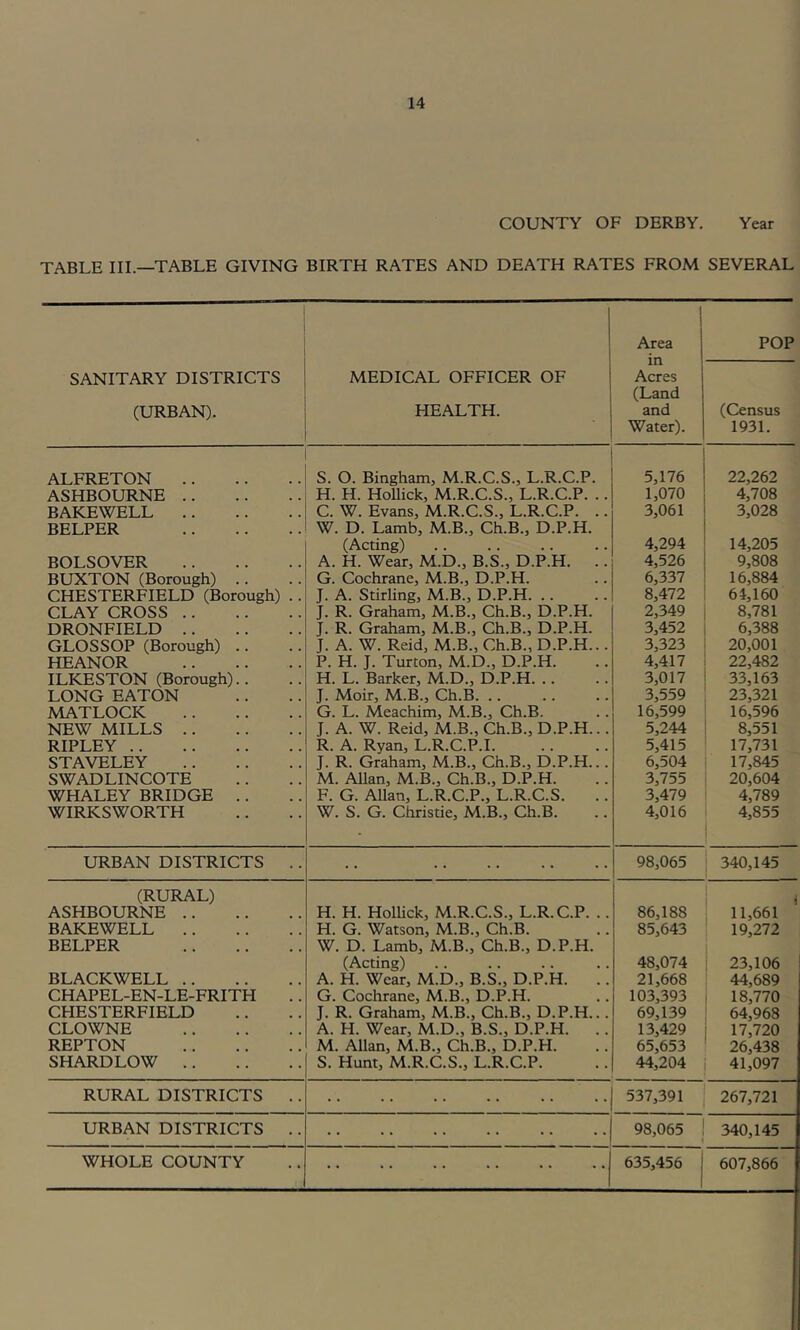 14
COUNTY OF DERBY. Year
TABLE III.—TABLE GIVING BIRTH RATES AND DEATH RATES FROM SEVERAL
SANITARY DISTRICTS (URBAN). MEDICAL OFFICER OF HEALTH. Area in Acres (Land and Water). POP (Census 1931.
ALFRETON .. .. .. S. O. Bingham, M.R.C.S., L.R.C.P. 5,176 22,262
ASHBOURNE .. .. .. H. H. Hollick, M.R.C.S., L.R.C.P. .. 1,070 4,708
BAKEWELL .. .. .. C. W. Evans, M.R.C.S., L.R.C.P. .. 3,061 3,028
BELPER .. .. .. W. D. Lamb, M.B., Ch.B., D.P.H.
(Acting) .. .. .. .. 4,294 14,205
BOLSOVER .. .. .. A. H. Wear, M.D., B.S., D.P.H. .. 4,526 9,808
BUXTON (Borough) .. .. G. Cochrane, M.B., D.P.H. .. 6,337 16,884
CHESTERFIELD (Borough) .. J. A. Stirling, M.B., D.P.H. .. .. 8,472 64,160
CLAY CROSS .. .. .. J. R. Graham, M.B., Ch.B., D.P.H. 2,349 8,781
DRONFIELD .. .. .. J. R. Graham, M.B., Ch.B., D.P.H. 3,452 6,388
GLOSSOP (Borough) .. .. J. A. W. Reid, M.B., Ch.B., D.P.H... 3,323 20,001
HEANOR .. .. .. P. H. J. Turton, M.D., D.P.H. .. 4,417 22,482
ILKESTON (Borough).. .. H. L. Barker, M.D., D.P.H. .. .. 3,017 33,163
LONG EATON .. .. J. Moir, M.B., Ch.B. .. .. .. 3,559 23,321
MATLOCK .. .. .. G. L. Meachim, M.B., Ch.B. .. 16,599 16,596
NEW MILLS .. .. .. J. A. W. Reid, M.B., Ch.B., D.P.H... 5,244 8,551
RIPLEY .. .. .. .. R. A. Ryan, L.R.C.P.I. .. .. 5,415 17,731
STAVELEY .. .. .. J. R. Graham, M.B., Ch.B., D.P.H... 6,504 17,845
SWADLINCOTE .. .. M. Allan, M.B., Ch.B., D.P.H. .. 3,755 20,604
WHALEY BRIDGE .. .. F. G. Allan, L.R.C.P., L.R.C.S. .. 3,479 4,789
WIRKSWORTH .. .. W. S. G. Christie, M.B., Ch.B. .. 4,016 4,855
URBAN DISTRICTS .. .. .. .. .. .. 98,065 340,145
(RURAL)
ASHBOURNE .. .. .. H. H. Hollick, M.R.C.S., L.R.C.P. .. 86,188 11,661
BAKEWELL .. .. .. H. G. Watson, M.B., Ch.B. .. 85,643 19,272
BELPER .. .. .. W. D. Lamb, M.B., Ch.B., D.P.H.
(Acting) .. .. .. .. 48,074 23,106
BLACKWELL .. .. .. A. H. Wear, M.D., B.S., D.P.H. .. 21,668 44,689
CHAPEL-EN-LE-FRITH .. G. Cochrane, M.B., D.P.H. .. 103,393 18,770
CHESTERFIELD .. .. J. R. Graham, M.B., Ch.B., D.P.H... 69,139 64,968
CLOWNE .. .. .. A. H. Wear, M.D., B.S., D.P.H. .. 13,429 17,720
REPTON .. .. .. M. Allan, M.B., Ch.B., D.P.H. .. 65,653 26,438
SHARDLOW .. .. .. S. Hunt, M.R.C.S., L.R.C.P. .. 44,204 41,097
RURAL DISTRICTS .. .. .. .. .. .. .. 537,391 267,721
URBAN DISTRICTS .. .. .. .. .. .. .. 98,065 340,145
WHOLE COUNTY .. .. .. .. .. .. .. 635,456 607,866